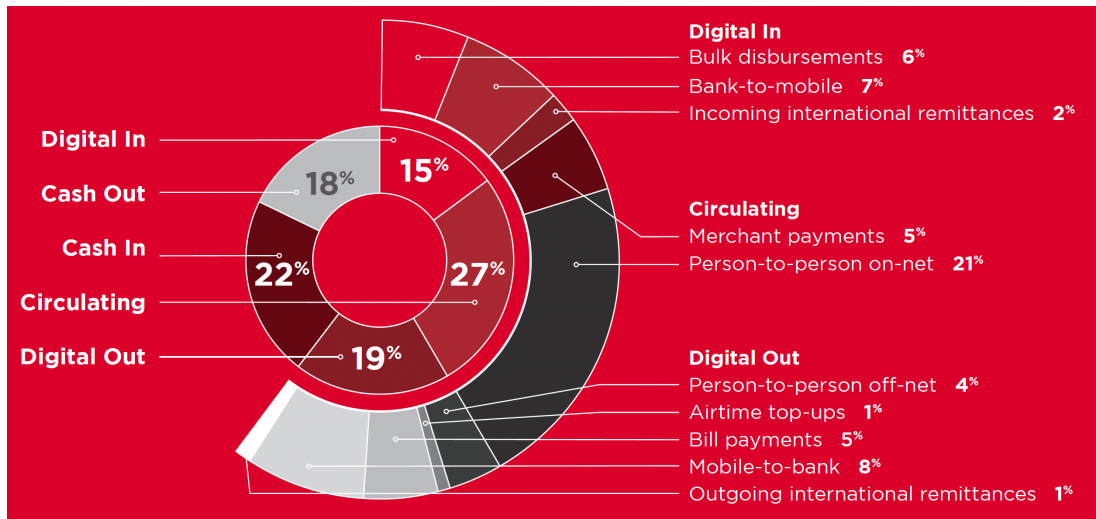 Digital In
Cash Out
Cash In
Circulating
Digital Out
15%
18%
22%
27%
19%
Digital In
Bulk disbursements 6%
Bank-to-mobile 7%
Incoming international remittances 2%
Circulating
Merchant payments 5%
Person-to-person on-net 21%
Digital Out
Person-to-person off-net 4%
Airtime top-ups 1%
Bill payments 5%
Mobile-to-bank 8%
Outgoing international remittances 1%